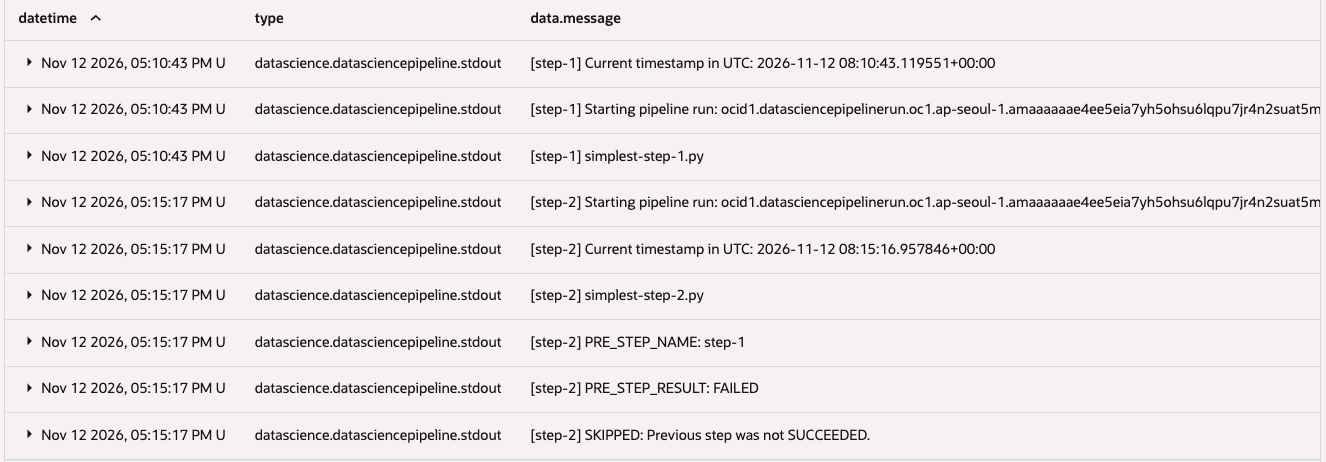 datetime type data.message
Nov 12 2026, 05:10:43 PM U datascience.datasciencepipeline.stdout [step-1] Current timestamp in UTC: 2026-11-12 08:10:43.119551+00:00
Nov 12 2026, 05:10:43 PM U datascience.datasciencepipeline.stdout [step-1] Starting pipeline run: ocid1.datasciencepipelinerun.oc1.ap-seoul-1.amaaaaaae4ee5eia7yh5ohsu6lqpu7jr4n2suat5m
Nov 12 2026, 05:10:43 PM U datascience.datasciencepipeline.stdout [step-1] simplest-step-1.py
Nov 12 2026, 05:15:17 PM U datascience.datasciencepipeline.stdout [step-2] Starting pipeline run: ocid1.datasciencepipelinerun.oc1.ap-seoul-1.amaaaaaae4ee5eia7yh5ohsu6lqpu7jr4n2suat5m
Nov 12 2026, 05:15:17 PM U datascience.datasciencepipeline.stdout [step-2] Current timestamp in UTC: 2026-11-12 08:15:16.957846+00:00
Nov 12 2026, 05:15:17 PM U datascience.datasciencepipeline.stdout [step-2] simplest-step-2.py
Nov 12 2026, 05:15:17 PM U datascience.datasciencepipeline.stdout [step-2] PRE_STEP_NAME: step-1
Nov 12 2026, 05:15:17 PM U datascience.datasciencepipeline.stdout [step-2] PRE_STEP_RESULT: FAILED
Nov 12 2026, 05:15:17 PM U datascience.datasciencepipeline.stdout [step-2] SKIPPED: Previous step was not SUCCEEDED.